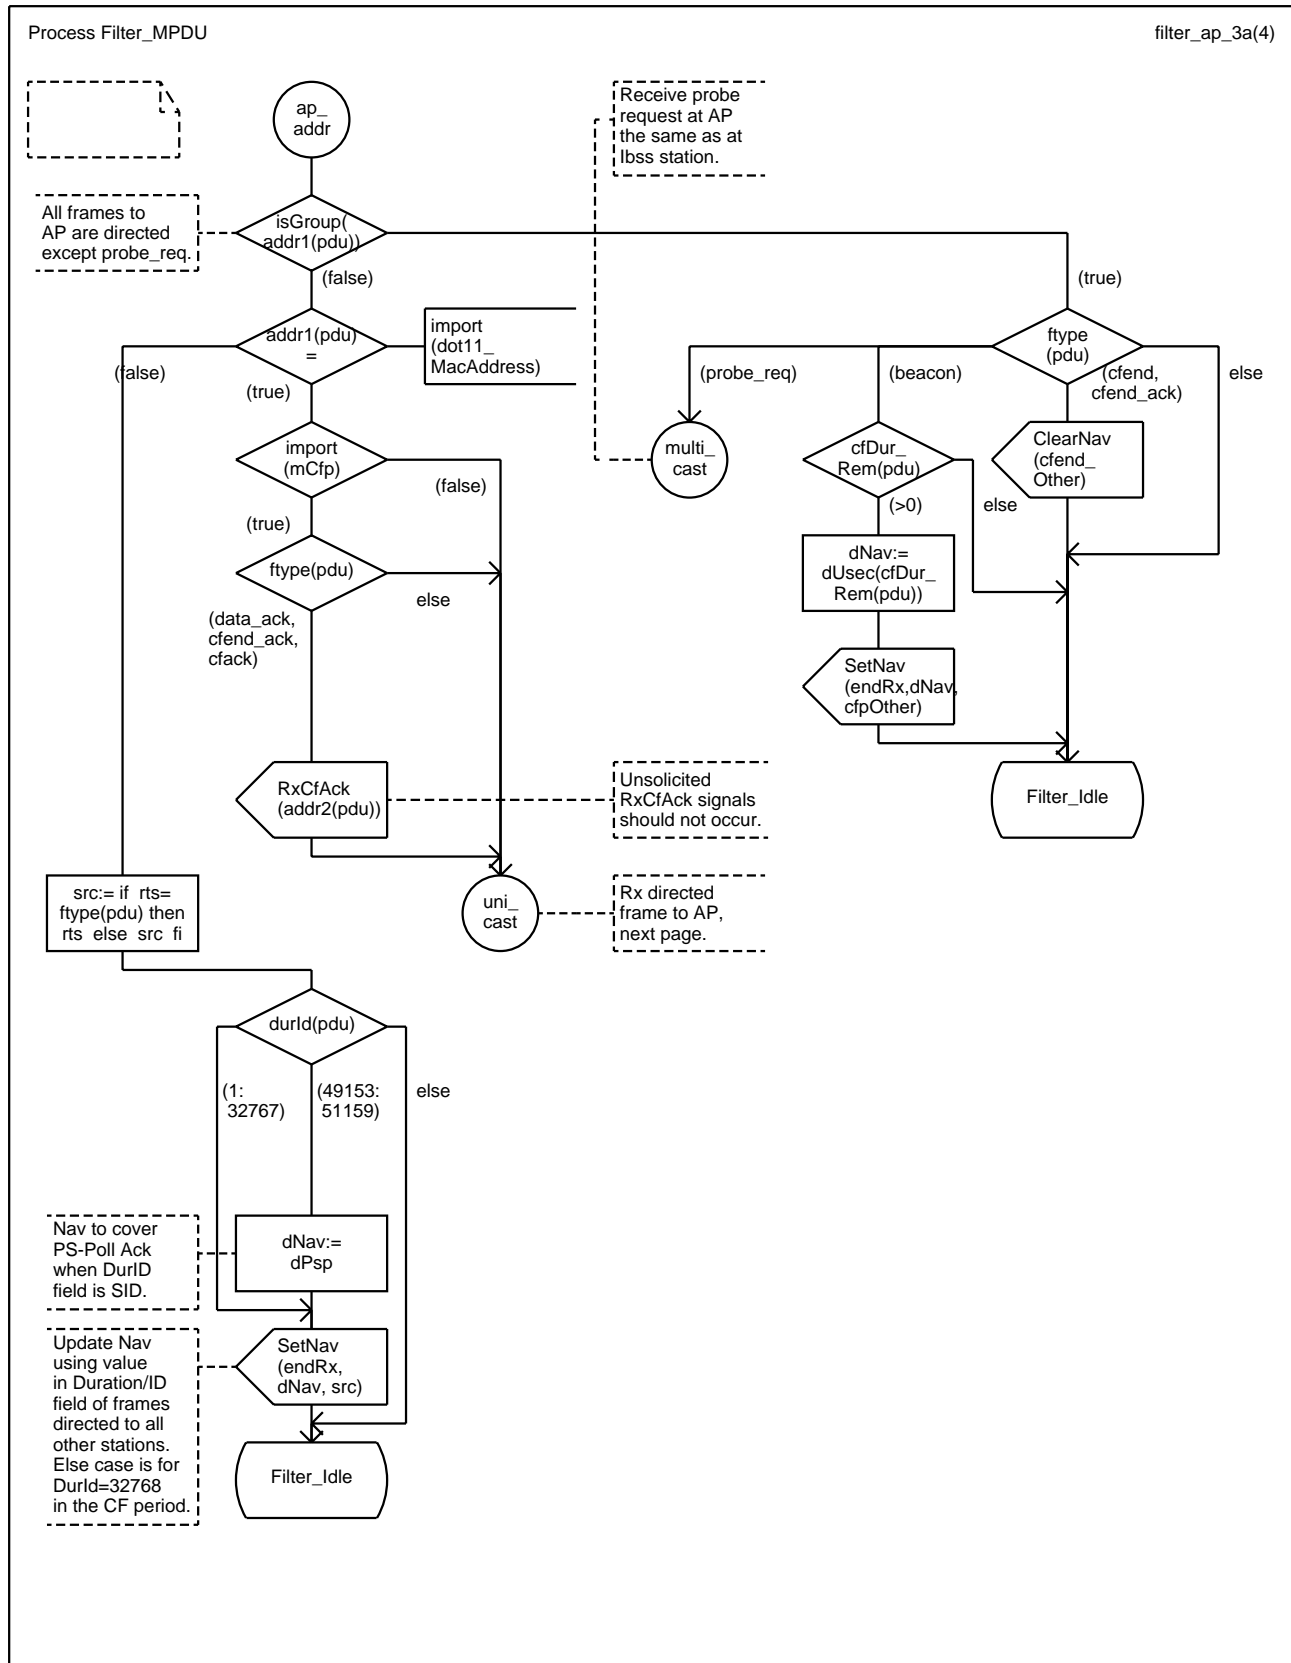 Process Filter_MPDU
filter_ap_3a(4)
ap_
addr
Receive probe
request at AP
the same as at
Ibss station.
All frames to
AP are directed
except probe_req.
isGroup(
addr1(pdu))
(false)
(true)
addr1(pdu)
=
import
(dot11_
MacAddress)
ftype
(pdu)
(false)
(true)
(probe_req)
(beacon)
(cfend,
cfend_ack)
else
import
(mCfp)
(false)
(true)
multi_
cast
cfDur_
Rem(pdu)
(>0)
else
ClearNav
(cfend_
Other)
ftype(pdu)
else
(data_ack,
cfend_ack,
cfack)
dNav:=
dUsec(cfDur_
Rem(pdu))
SetNav
(endRx,dNav,
cfpOther)
RxCfAck
(addr2(pdu))
Unsolicited
RxCfAck signals
should not occur.
Filter_Idle
src:= if rts=
ftype(pdu) then
rts else src fi
uni_
cast
Rx directed
frame to AP,
next page.
durId(pdu)
(1:
32767)
(49153:
51159)
else
Nav to cover
PS-Poll Ack
when DurID
field is SID.
dNav:=
dPsp
Update Nav
using value
in Duration/ID
field of frames
directed to all
other stations.
Else case is for
DurId=32768
in the CF period.
SetNav
(endRx,
dNav, src)
Filter_Idle